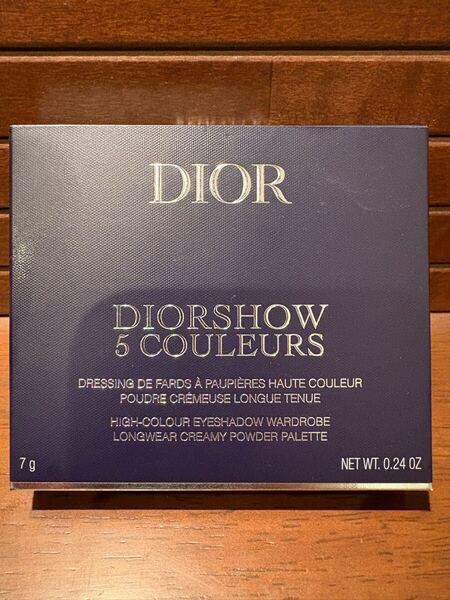 DIOR
DIORSHOW
5 COULEURS
DRESSING DE FARDS À PAUPIÈRES HAUTE COULEUR
POUDRE CRÉMEUSE LONGUE TENUE
HIGH-COLOUR EYESHADOW WARDROBE
LONGWEAR CREAMY POWDER PALETTE
7 g NET WT. 0.24 OZ